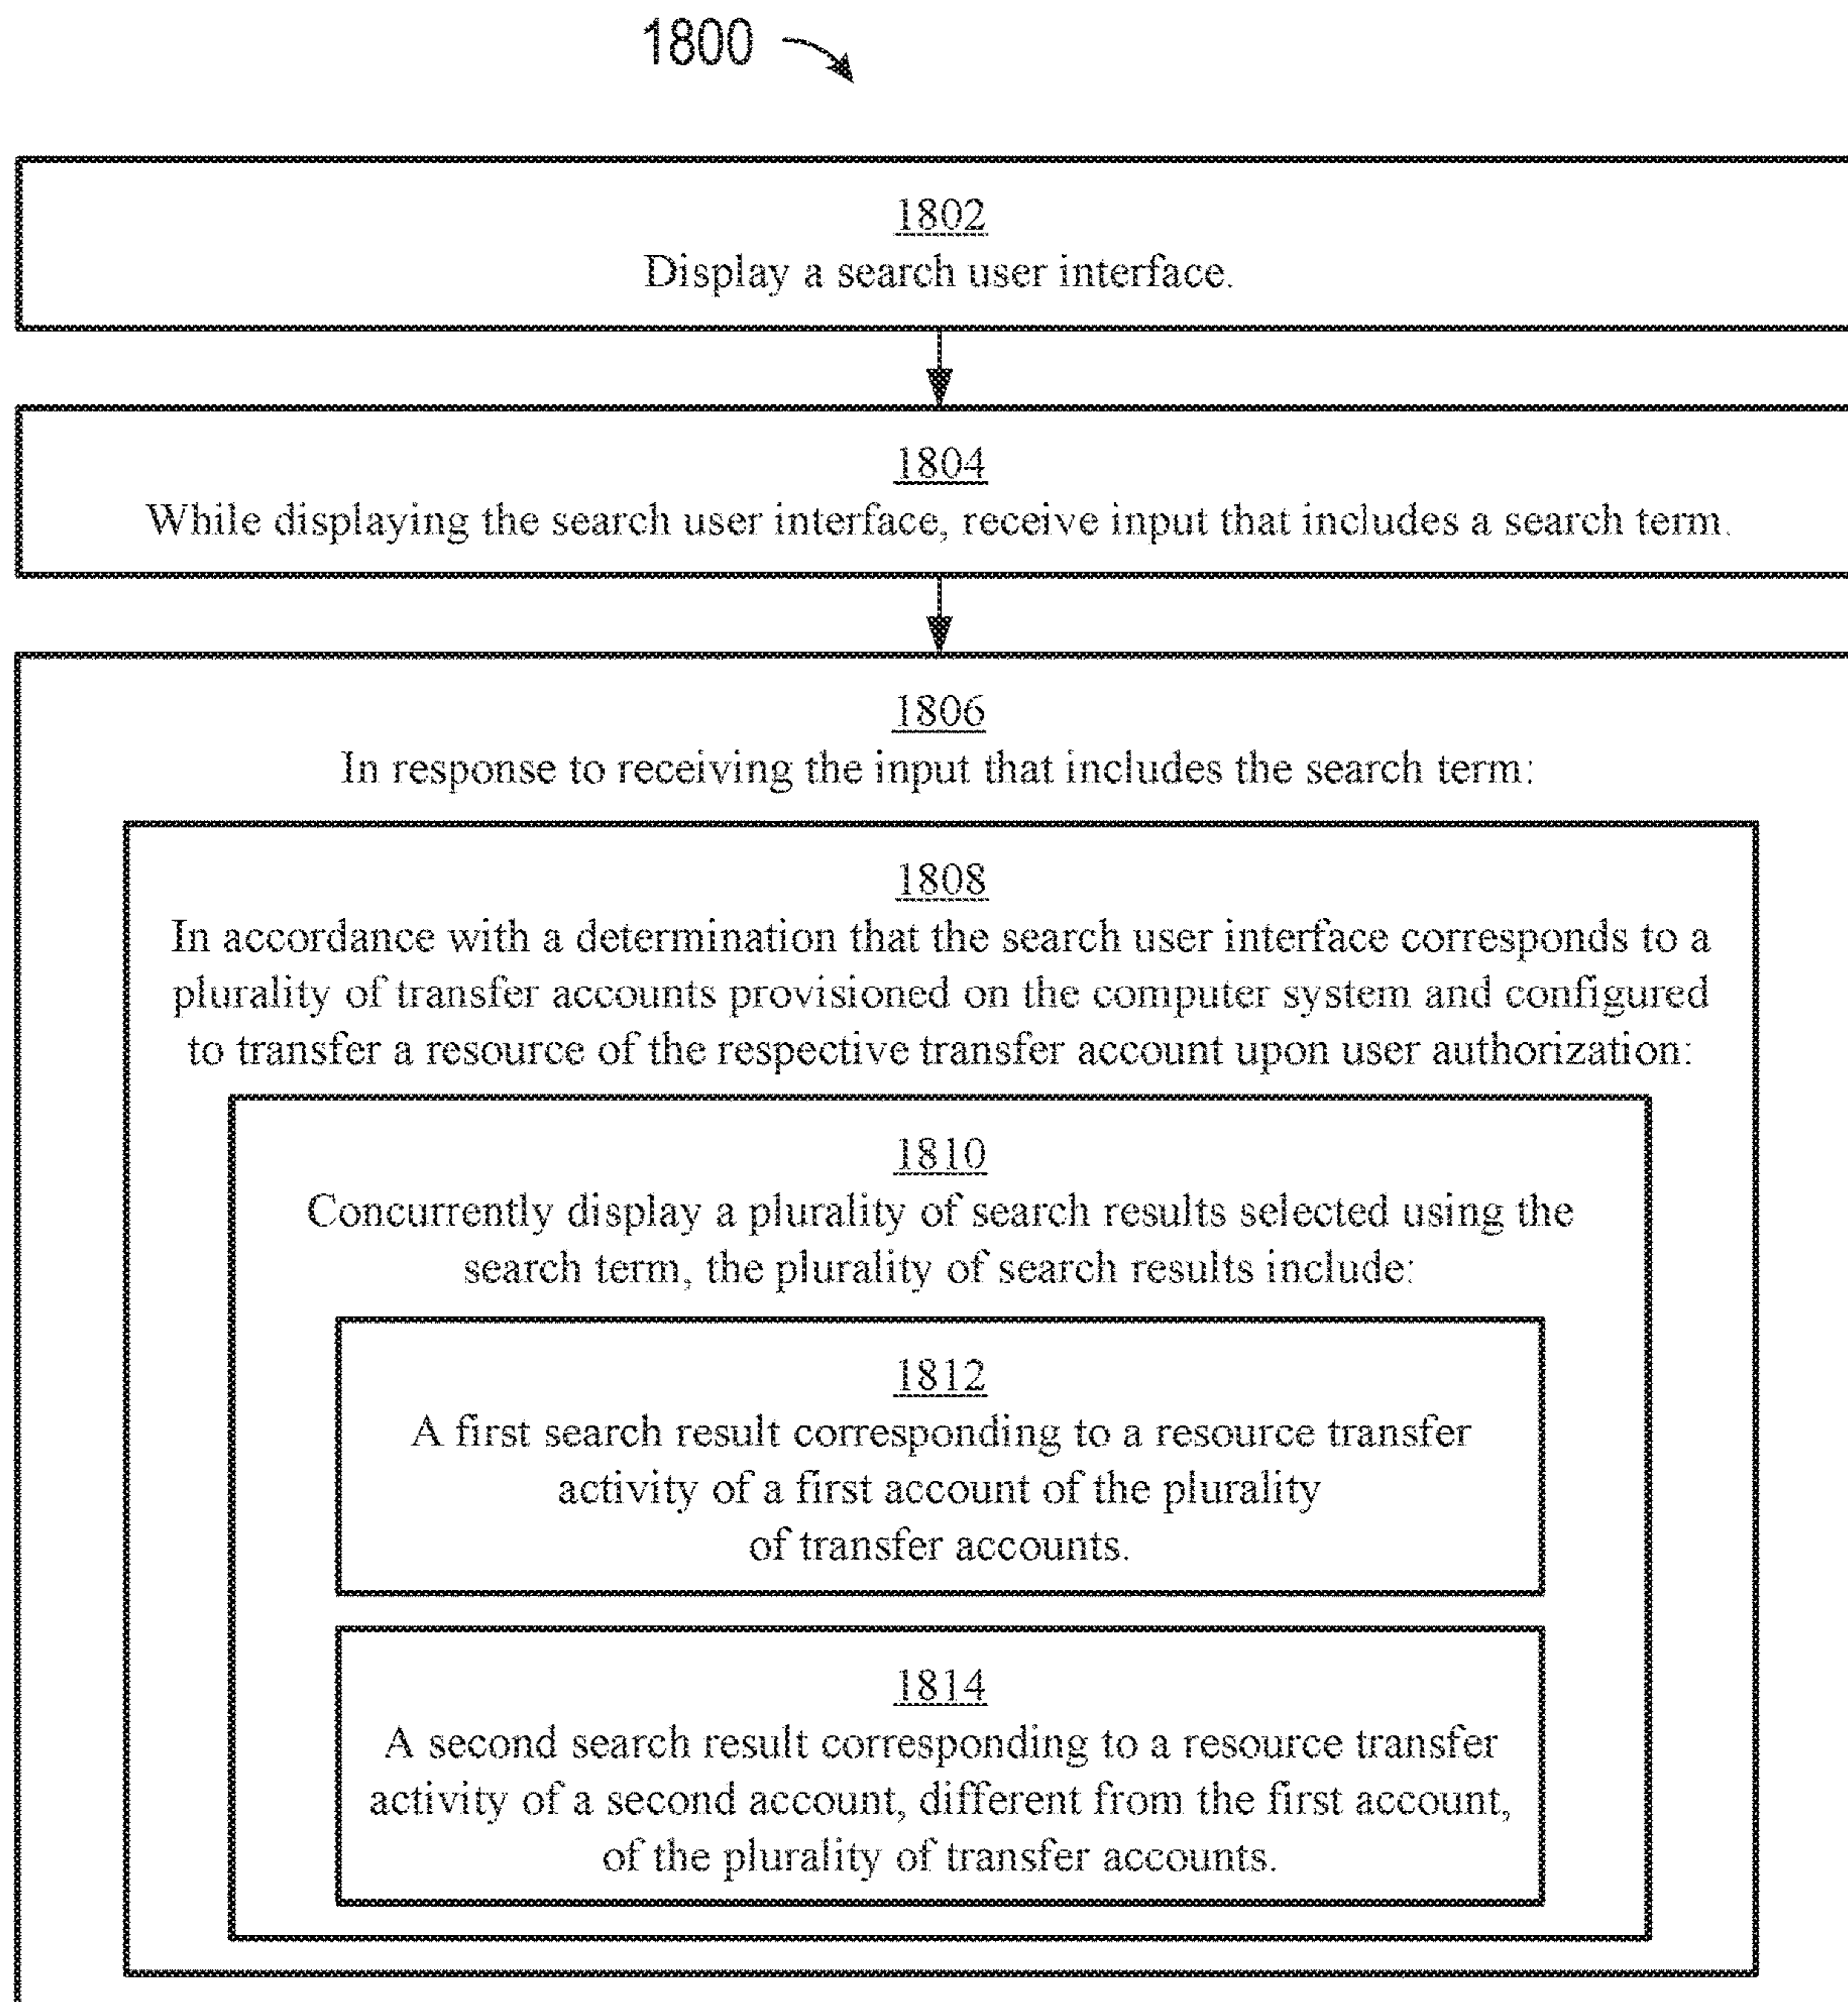 1800
1802
Display a search user interface.
1804
While displaying the search user interface, receive input that includes a search term.
1806
In response to receiving the input that includes the search term:
1808
In accordance with a determination that the search user interface corresponds to a
plurality of transfer accounts provisioned on the computer system and configured
to transfer a resource of the respective transfer account upon user authorization:
1810
Concurrently display a plurality of search results selected using the
search term, the plurality of search results include:
1812
A first search result corresponding to a resource transfer
activity of a first account of the plurality
of transfer accounts.
1814
A second search result corresponding to a resource transfer
activity of a second account, different from the first account,
of the plurality of transfer accounts.